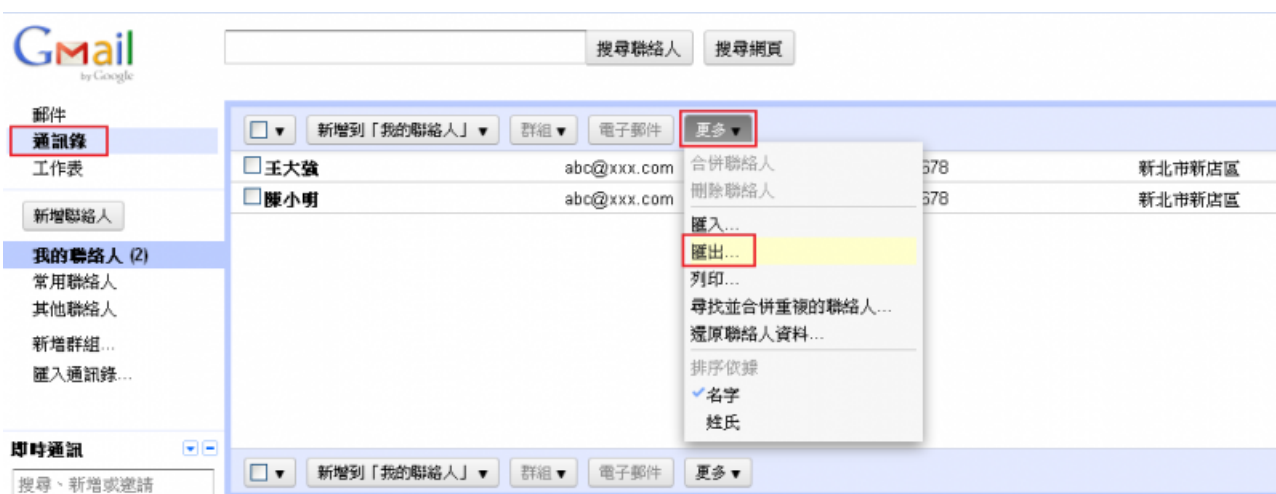 Gmail
by Google
搜尋聯絡人
搜尋網頁
郵件
通訊錄
工作表
新增聯絡人
我的聯絡人 (2)
常用聯絡人
其他聯絡人
新增群組...
匯入通訊錄...
即時通訊
搜尋、新增或邀請
新增到「我的聯絡人」
群組
電子郵件
更多
王大強 abc@xxx.com 678 新北市新店區
陳小明 abc@xxx.com 678 新北市新店區
合併聯絡人
刪除聯絡人
匯入...
匯出...
列印...
尋找並合併重複的聯絡人...
還原聯絡人資料...
排序依據
名字
姓氏
新增到「我的聯絡人」
群組
電子郵件
更多